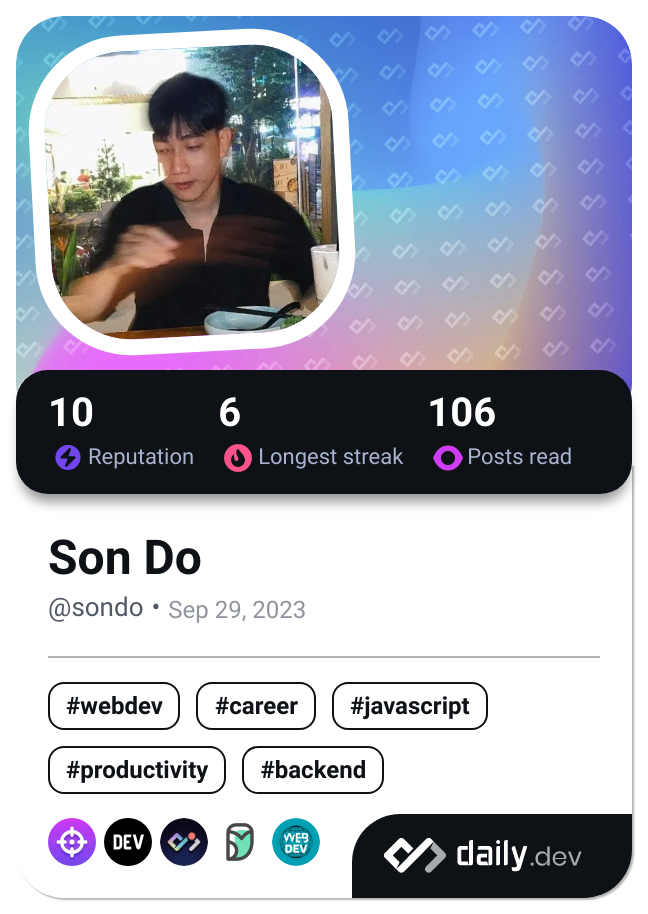 10 6 106
Reputation Longest streak Posts read
Son Do
@sondo • Sep 29, 2023
#webdev #career #javascript
#productivity #backend
DEV WEB DEV daily.dev